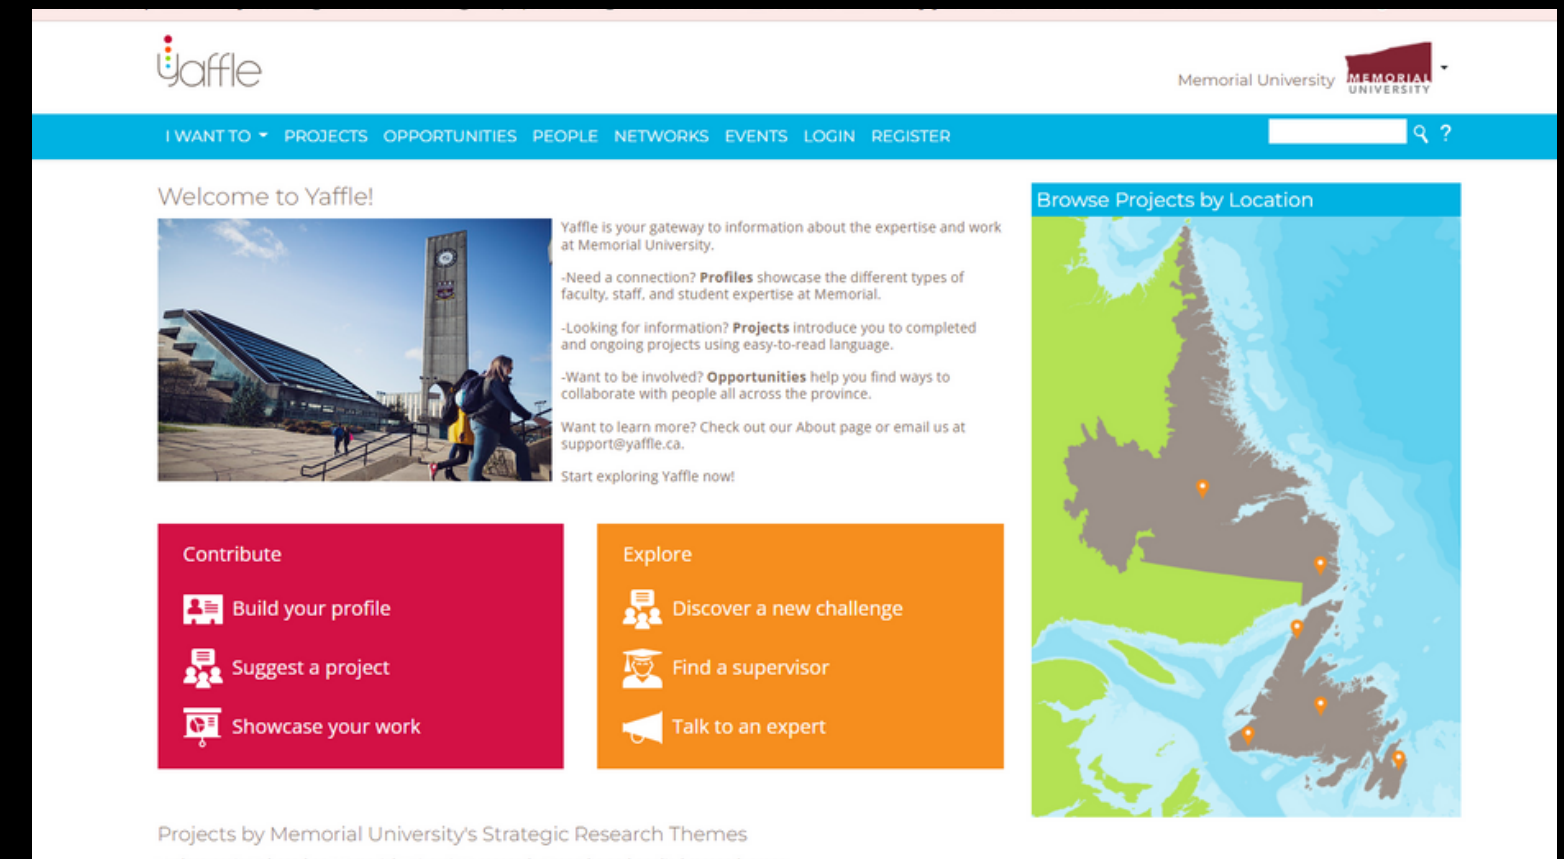 yaffle
Memorial University
MEMORIAL
UNIVERSITY
I WANT TO PROJECTS OPPORTUNITIES PEOPLE NETWORKS EVENTS LOGIN REGISTER ?
Welcome to Yaffle!
Yaffle is your gateway to information about the expertise and work
at Memorial University.
-Need a connection? Profiles showcase the different types of
faculty, staff, and student expertise at Memorial.
-Looking for information? Projects introduce you to completed
and ongoing projects using easy-to-read language.
-Want to be involved? Opportunities help you find ways to
collaborate with people all across the province.
Want to learn more? Check out our About page or email us at
support@yaffle.ca.
Start exploring Yaffle now!
Browse Projects by Location
Contribute
Build your profile
Suggest a project
Showcase your work
Explore
Discover a new challenge
Find a supervisor
Talk to an expert
Projects by Memorial University's Strategic Research Themes